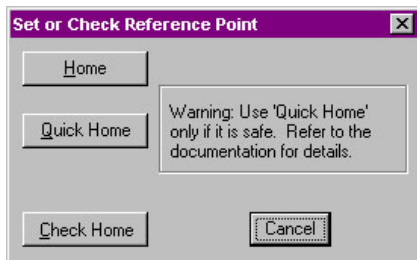 Set or Check Reference Point
Home
Quick Home
Warning: Use 'Quick Home'
only if it is safe. Refer to the
documentation for details.
Check Home
Cancel